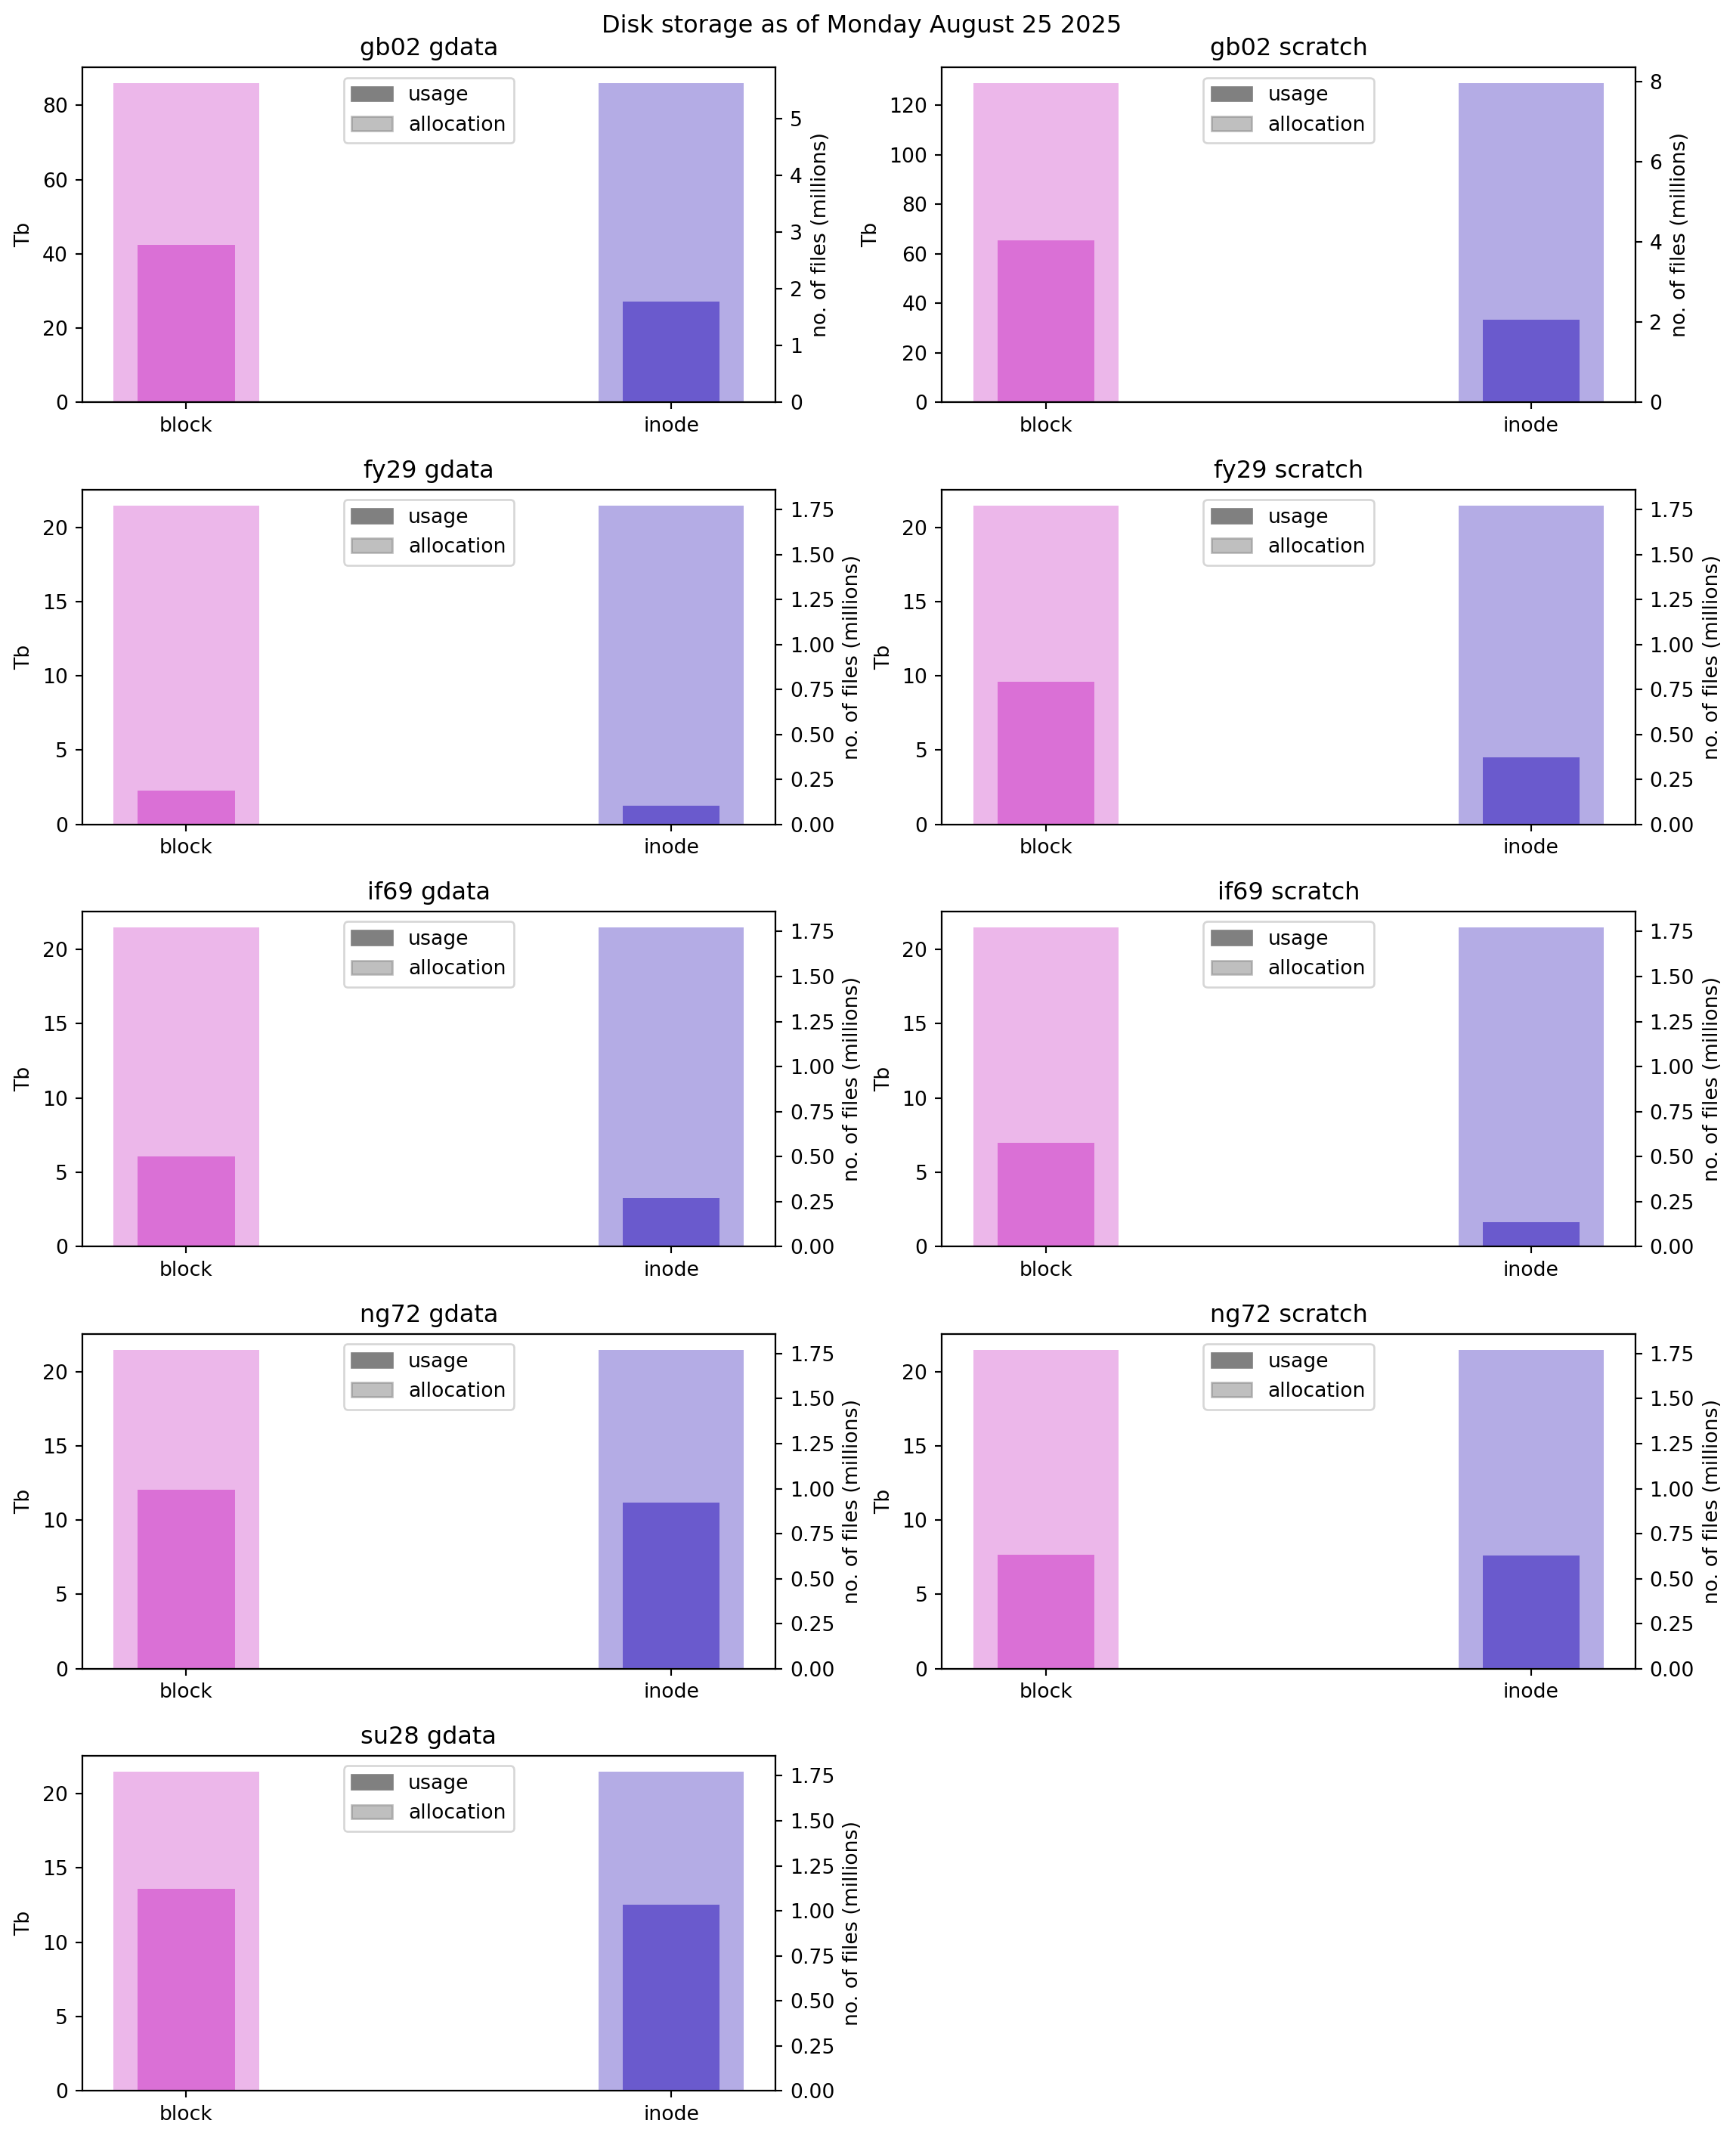 Disk storage as of Monday August 25 2025
gb02 gdata
usage
allocation
80
60
40
20
0
Tb
5
4
3
2
1
0
no. of files (millions)
block
inode
gb02 scratch
usage
allocation
120
100
80
60
40
20
0
Tb
8
6
4
2
0
no. of files (millions)
block
inode
fy29 gdata
usage
allocation
20
15
10
5
0
Tb
1.75
1.50
1.25
1.00
0.75
0.50
0.25
0.00
no. of files (millions)
block
inode
fy29 scratch
usage
allocation
20
15
10
5
0
Tb
1.75
1.50
1.25
1.00
0.75
0.50
0.25
0.00
no. of files (millions)
block
inode
if69 gdata
usage
allocation
20
15
10
5
0
Tb
1.75
1.50
1.25
1.00
0.75
0.50
0.25
0.00
no. of files (millions)
block
inode
if69 scratch
usage
allocation
20
15
10
5
0
Tb
1.75
1.50
1.25
1.00
0.75
0.50
0.25
0.00
no. of files (millions)
block
inode
ng72 gdata
usage
allocation
20
15
10
5
0
Tb
1.75
1.50
1.25
1.00
0.75
0.50
0.25
0.00
no. of files (millions)
block
inode
ng72 scratch
usage
allocation
20
15
10
5
0
Tb
1.75
1.50
1.25
1.00
0.75
0.50
0.25
0.00
no. of files (millions)
block
inode
su28 gdata
usage
allocation
20
15
10
5
0
Tb
1.75
1.50
1.25
1.00
0.75
0.50
0.25
0.00
no. of files (millions)
block
inode